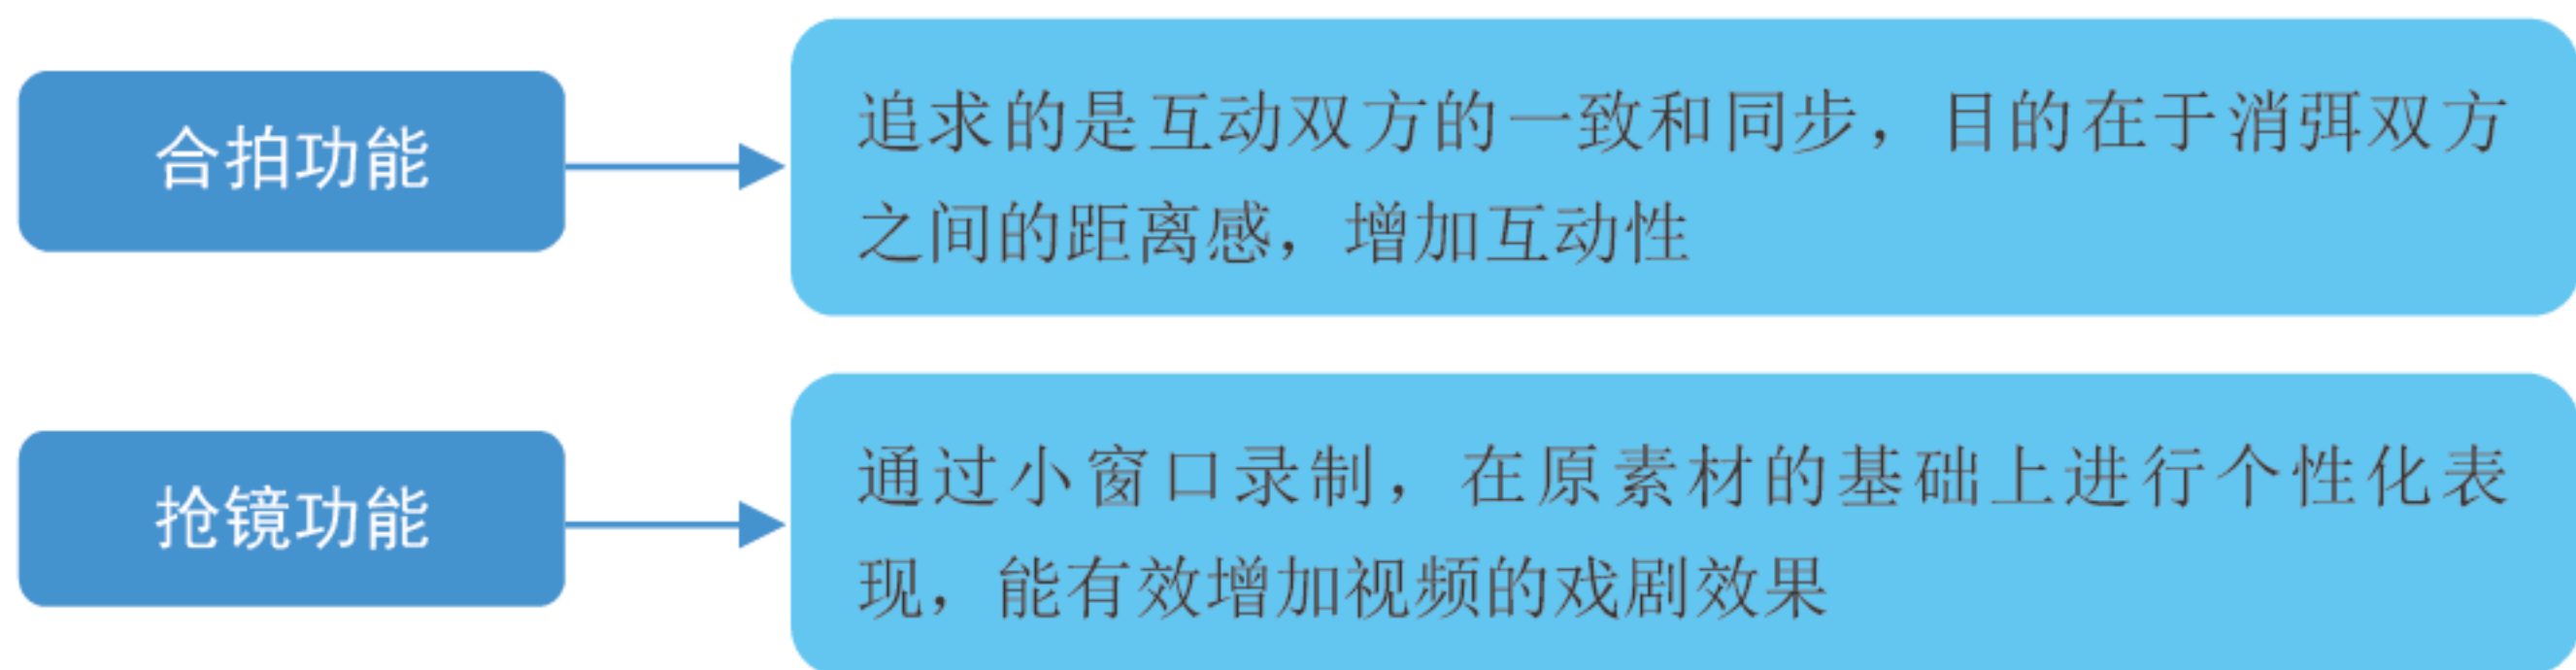 合拍功能
追求的是互动双方的一致和同步，目的在于消弭双方
之间的距离感，增加互动性
抢镜功能
通过小窗口录制，在原素材的基础上进行个性化表
现，能有效增加视频的戏剧效果